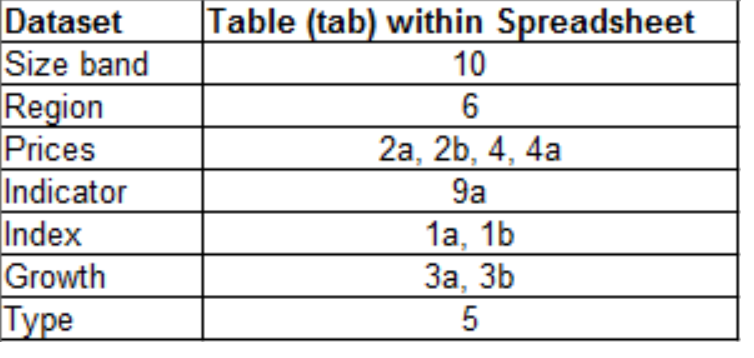 Dataset Table (tab) within Spreadsheet
Size band 10
Region 6
Prices 2a, 2b, 4, 4a
Indicator 9a
Index 1a, 1b
Growth 3a, 3b
Type 5